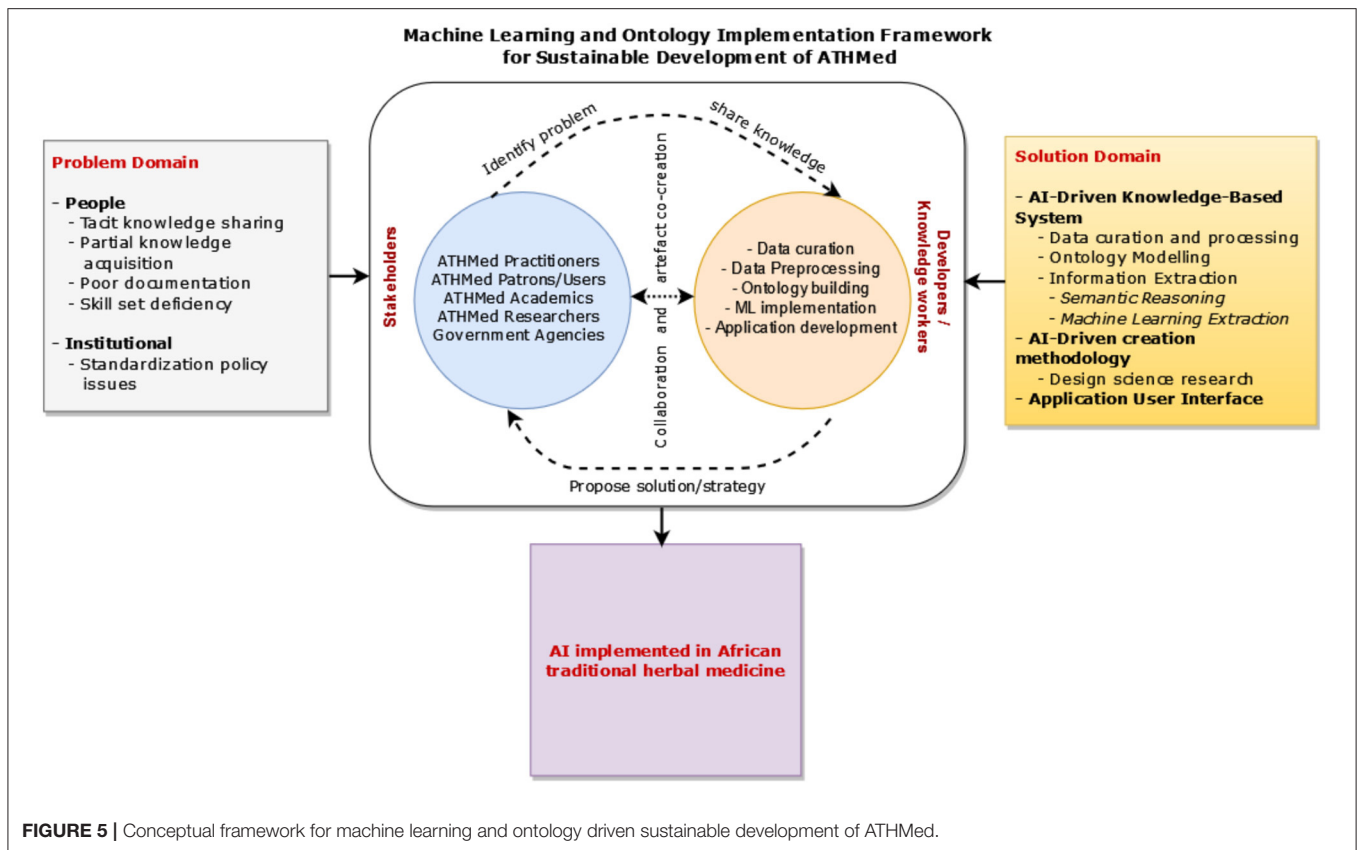 Machine Learning and Ontology Implementation Framework
for Sustainable Development of ATHMed
Problem Domain
- People
- Tacit knowledge sharing
- Partial knowledge
acquisition
- Poor documentation
- Skill set deficiency
- Institutional
- Standardization policy
issues
Stakeholders
Identify problem
share knowledge
ATHMed Practitioners
ATHMed Patrons/Users
ATHMed Academics
ATHMed Researchers
Government Agencies
Collaboration and artefact co-creation
- Data curation
- Data Preprocessing
- Ontology building
- ML implementation
- Application development
Developers /
Knowledge workers
Propose solution/strategy
Solution Domain
- AI-Driven Knowledge-Based
System
- Data curation and processing
- Ontology Modelling
- Information Extraction
- Semantic Reasoning
- Machine Learning Extraction
- AI-Driven creation
methodology
- Design science research
- Application User Interface
AI implemented in African
traditional herbal medicine
FIGURE 5 | Conceptual framework for machine learning and ontology driven sustainable development of ATHMed.